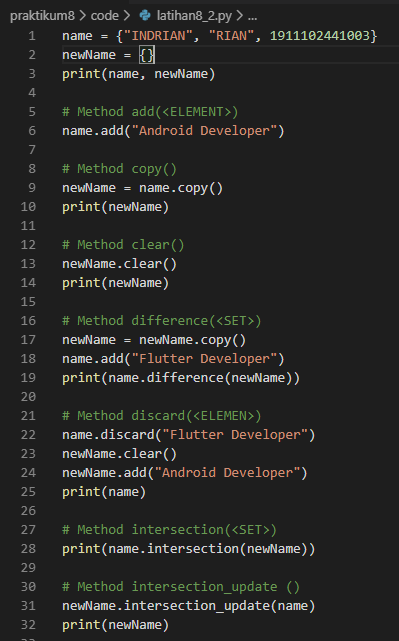 praktikum8 > code > latihan8_2.py > ...
1 name = {"INDRIAN", "RIAN", 1911102441003}
2 newName = {}
3 print(name, newName)
4
5 # Method add(<ELEMENT>)
6 name.add("Android Developer")
7
8 # Method copy()
9 newName = name.copy()
10 print(newName)
11
12 # Method clear()
13 newName.clear()
14 print(newName)
15
16 # Method difference(<SET>)
17 newName = newName.copy()
18 name.add("Flutter Developer")
19 print(name.difference(newName))
20
21 # Method discard(<ELEMEN>)
22 name.discard("Flutter Developer")
23 newName.clear()
24 newName.add("Android Developer")
25 print(name)
26
27 # Method intersection(<SET>)
28 print(name.intersection(newName))
29
30 # Method intersection_update ()
31 newName.intersection_update(name)
32 print(newName)